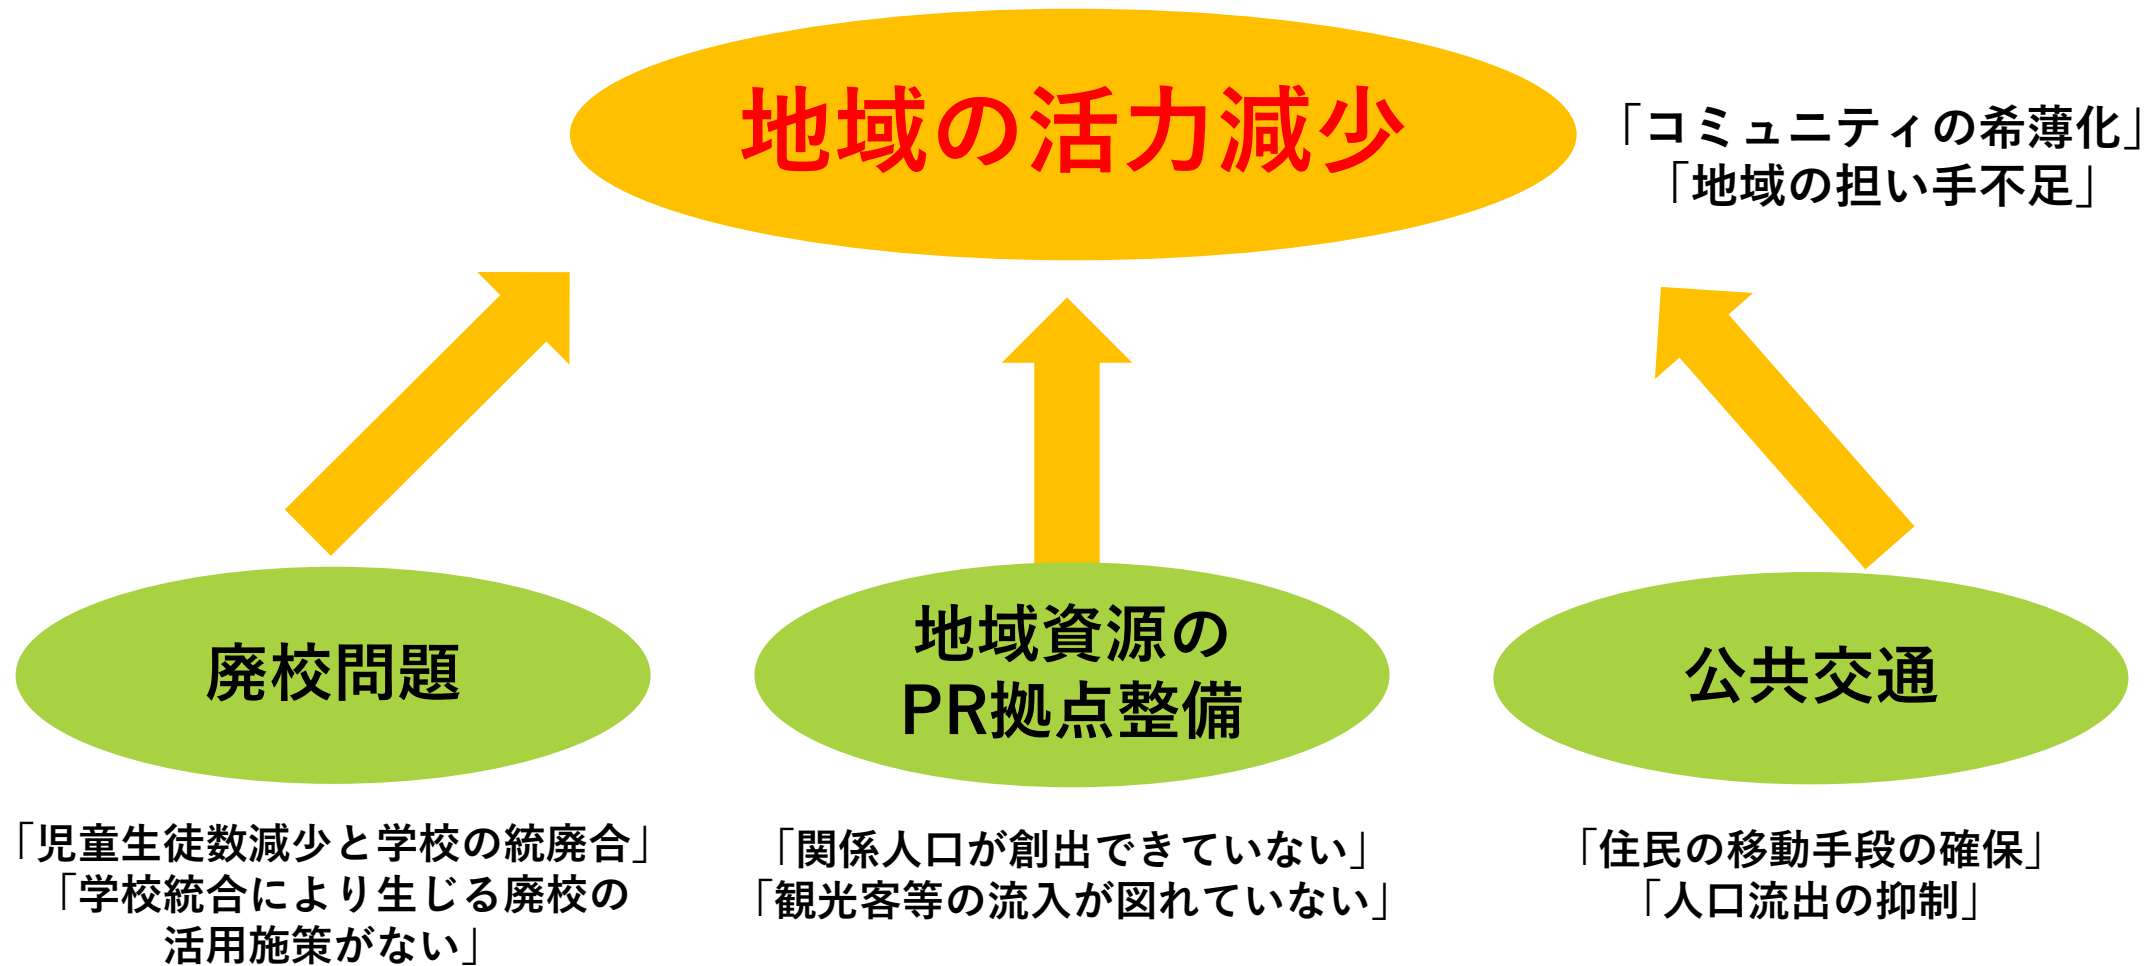 地域の活力減少
「コミュニティの希薄化」
「地域の担い手不足」
廃校問題
地域資源の
PR拠点整備
公共交通
「児童生徒数減少と学校の統廃合」
「学校統合により生じる廃校の
活用施策がない」
「関係人口が創出できていない」
「観光客等の流入が図れていない」
「住民の移動手段の確保」
「人口流出の抑制」